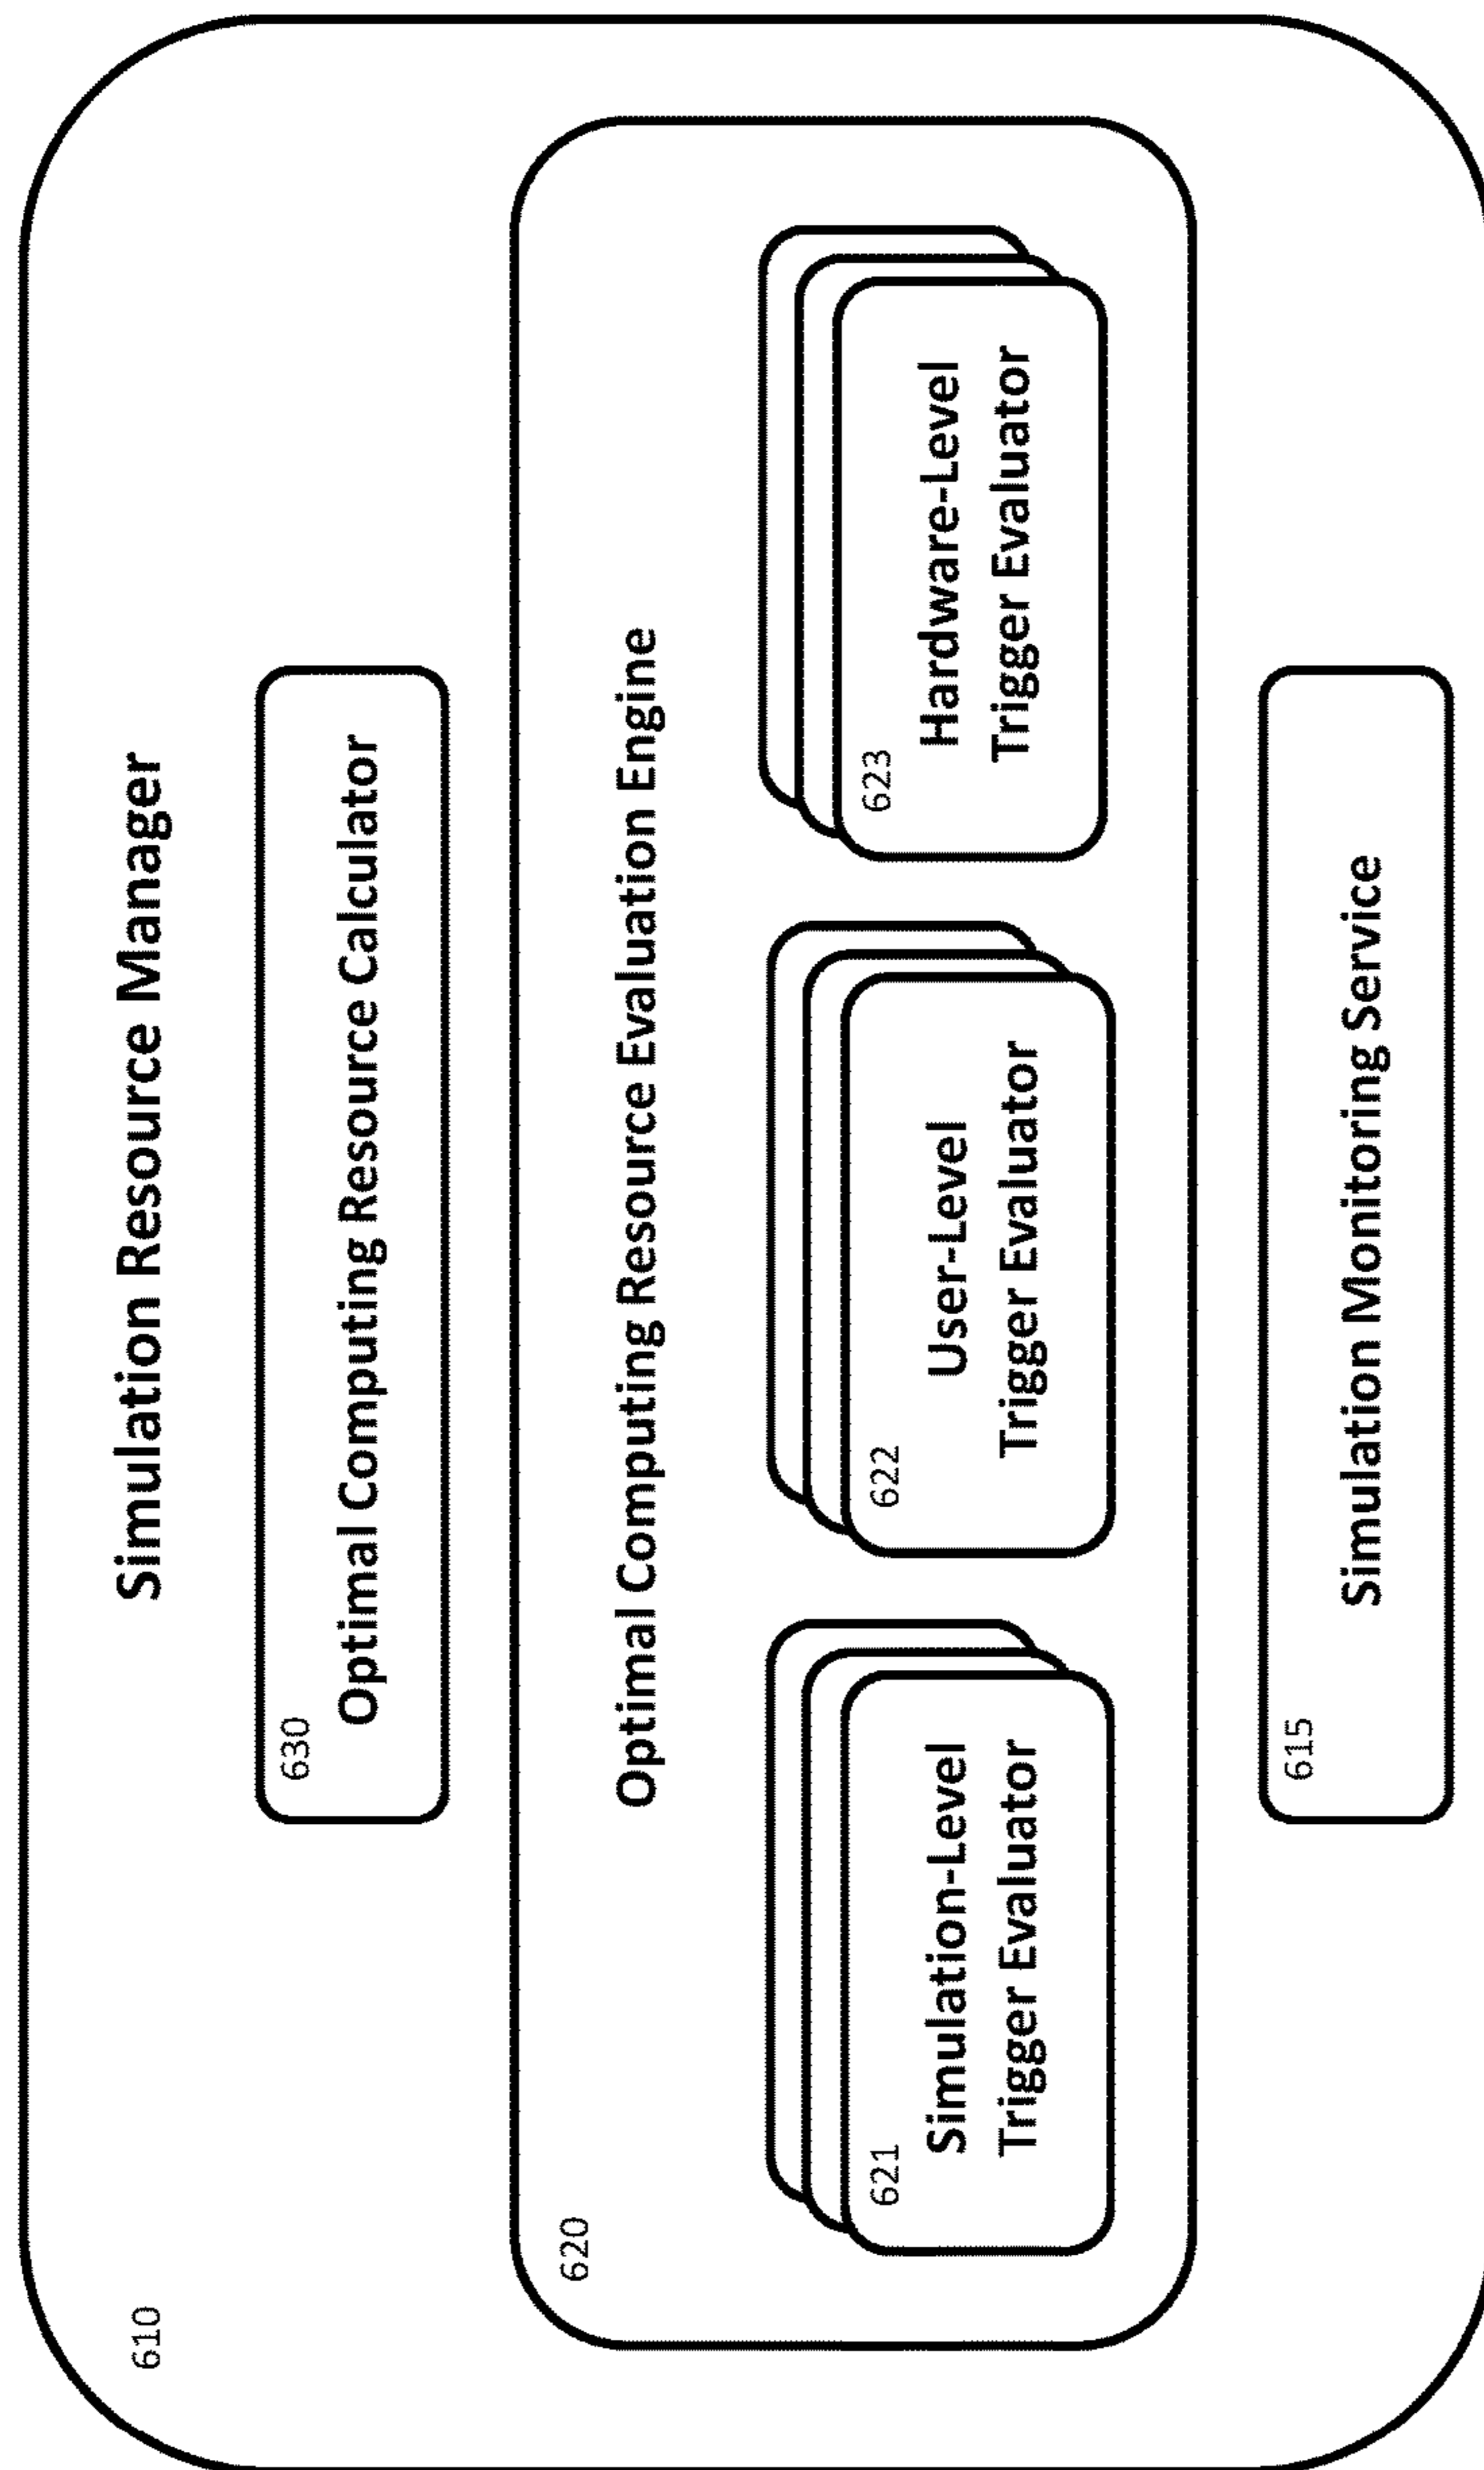 610
Simulation Resource Manager
630
Optimal Computing Resource Calculator
620
Optimal Computing Resource Evaluation Engine
621
Simulation-Level
Trigger Evaluator
622
User-Level
Trigger Evaluator
623
Hardware-Level
Trigger Evaluator
615
Simulation Monitoring Service